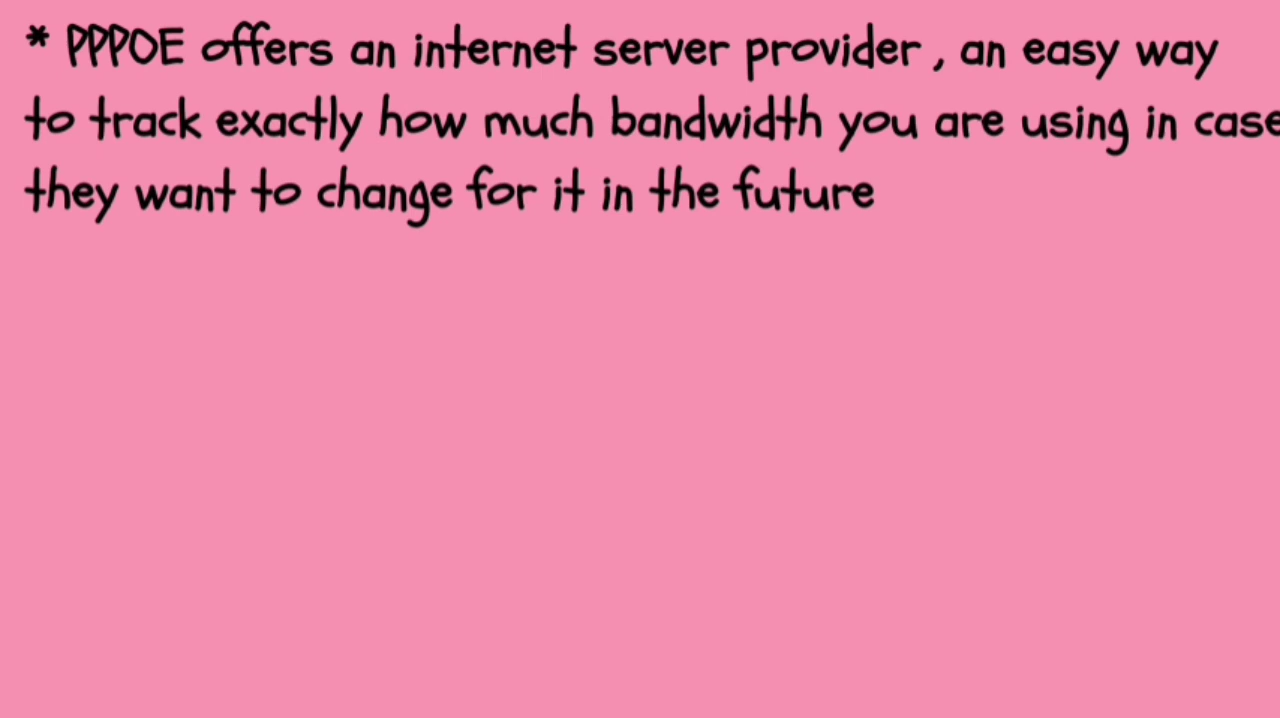 * PPPOE offers an internet server provider , an easy way
to track exactly how much bandwidth you are using in case
they want to change for it in the future